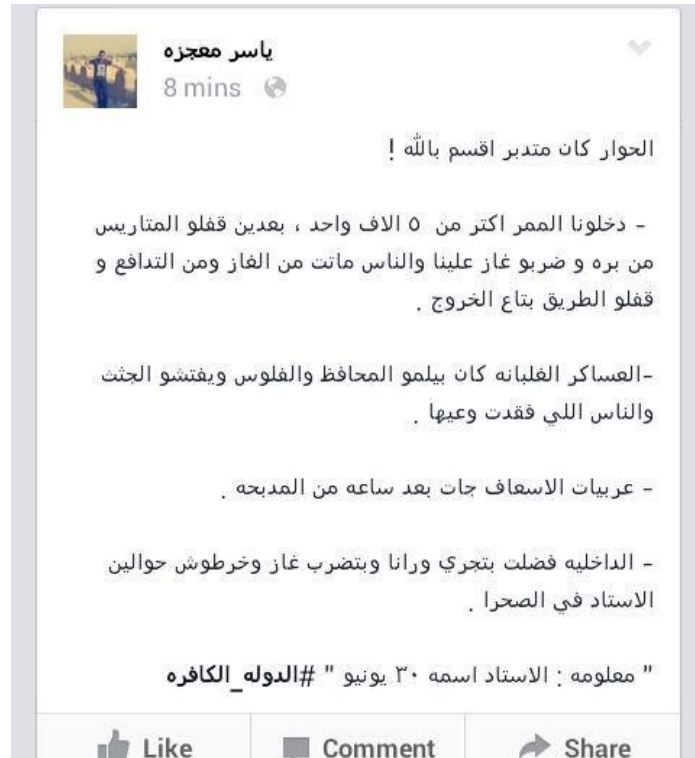 ياسر معجزه
8 mins
الحوار كان متدبر اقسم بالله !
- دخلونا الممر اكتر من ٥ الاف واحد ، بعدين قفلو المتاريس
من بره و ضربو غاز علينا والناس ماتت من الغاز ومن التدافع و
قفلو الطريق بتاع الخروج .
-العساكر الغلبانه كان بيلمو المحافظ والفلوس ويفتشو الجثث
والناس اللي فقدت وعيها .
- عربيات الاسعاف جات بعد ساعه من المدبحه .
- الداخليه فضلت بتجري ورانا وبتضرب غاز وخرطوش حوالين
الاستاد في الصحرا .
" معلومه : الاستاد اسمه ٣٠ يونيو " #الدوله_الكافره
Like Comment Share